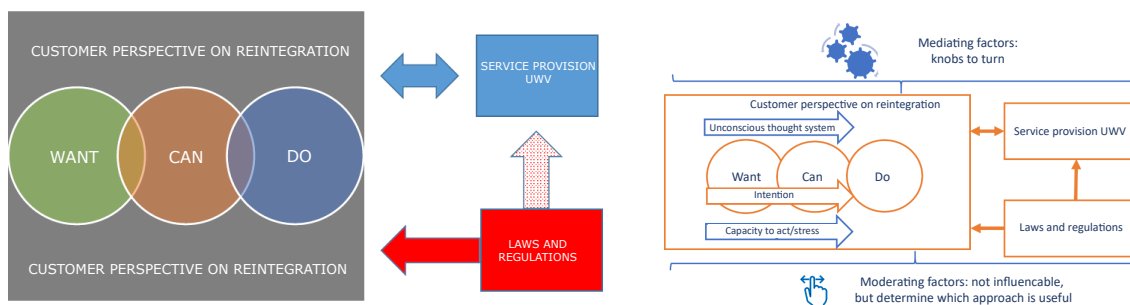 CUSTOMER PERSPECTIVE ON REINTEGRATION
WANT
CAN
DO
CUSTOMER PERSPECTIVE ON REINTEGRATION
SERVICE PROVISION
UWV
LAWS AND
REGULATIONS
Mediating factors:
knobs to turn
Customer perspective on reintegration
Unconscious thought system
Want
Can
Do
Intention
Capacity to act/stress
Service provision UWV
Laws and regulations
Moderating factors: not influencable,
but determine which approach is useful